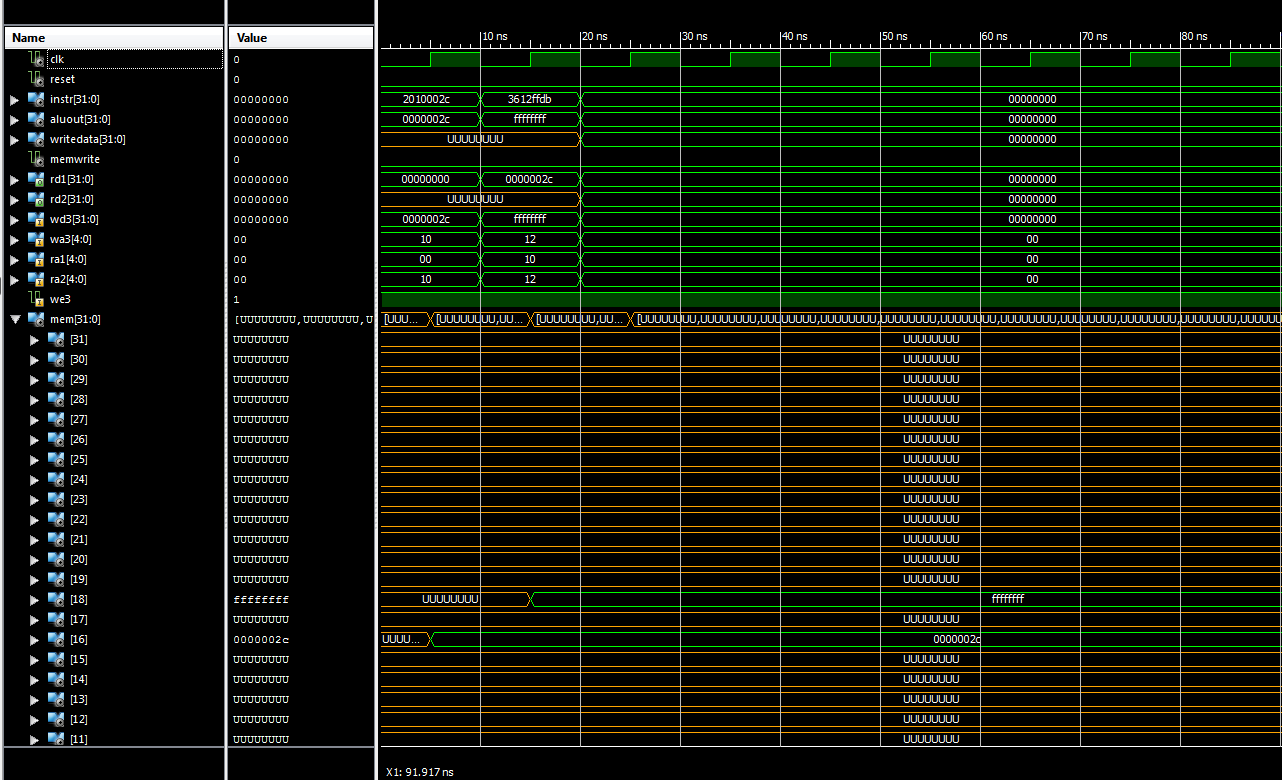 Name Value 10 ns 20 ns 30 ns 40 ns 50 ns 60 ns 70 ns 80 ns
clk 0
reset 0
instr[31:0] 00000000 2010002c 3612ffdb 00000000
aluout[31:0] 00000000 0000002c ffffffff 00000000
writedata[31:0] 00000000 UUUUUUUU 00000000
memwrite 0
rd1[31:0] 00000000 00000000 0000002c 00000000
rd2[31:0] 00000000 UUUUUUUU 00000000
wd3[31:0] 00000000 0000002c ffffffff 00000000
wa3[4:0] 00 10 12 00
ra1[4:0] 00 00 10 00
ra2[4:0] 00 10 12 00
we3 1
mem[31:0] [UUUUUUUU,UUUUUUUU,U [UUU... [UUUUUUUU,UU... [UUUUUUUU,UU... [UUUUUUUU,UUUUUUUU,UUUUUUUU,UUUUUUUU,UUUUUUUU,UUUUUUUU,UUUUUUUU,UUUUUUUU,UUUUUUUU,UUUUUUUU,UUUUU
[31] UUUUUUUU UUUUUUUU
[30] UUUUUUUU UUUUUUUU
[29] UUUUUUUU UUUUUUUU
[28] UUUUUUUU UUUUUUUU
[27] UUUUUUUU UUUUUUUU
[26] UUUUUUUU UUUUUUUU
[25] UUUUUUUU UUUUUUUU
[24] UUUUUUUU UUUUUUUU
[23] UUUUUUUU UUUUUUUU
[22] UUUUUUUU UUUUUUUU
[21] UUUUUUUU UUUUUUUU
[20] UUUUUUUU UUUUUUUU
[19] UUUUUUUU UUUUUUUU
[18] ffffffff UUUUUUUU ffffffff
[17] UUUUUUUU UUUUUUUU
[16] 0000002c UUUU... 0000002c
[15] UUUUUUUU UUUUUUUU
[14] UUUUUUUU UUUUUUUU
[13] UUUUUUUU UUUUUUUU
[12] UUUUUUUU UUUUUUUU
[11] UUUUUUUU UUUUUUUU
X1: 91.917 ns